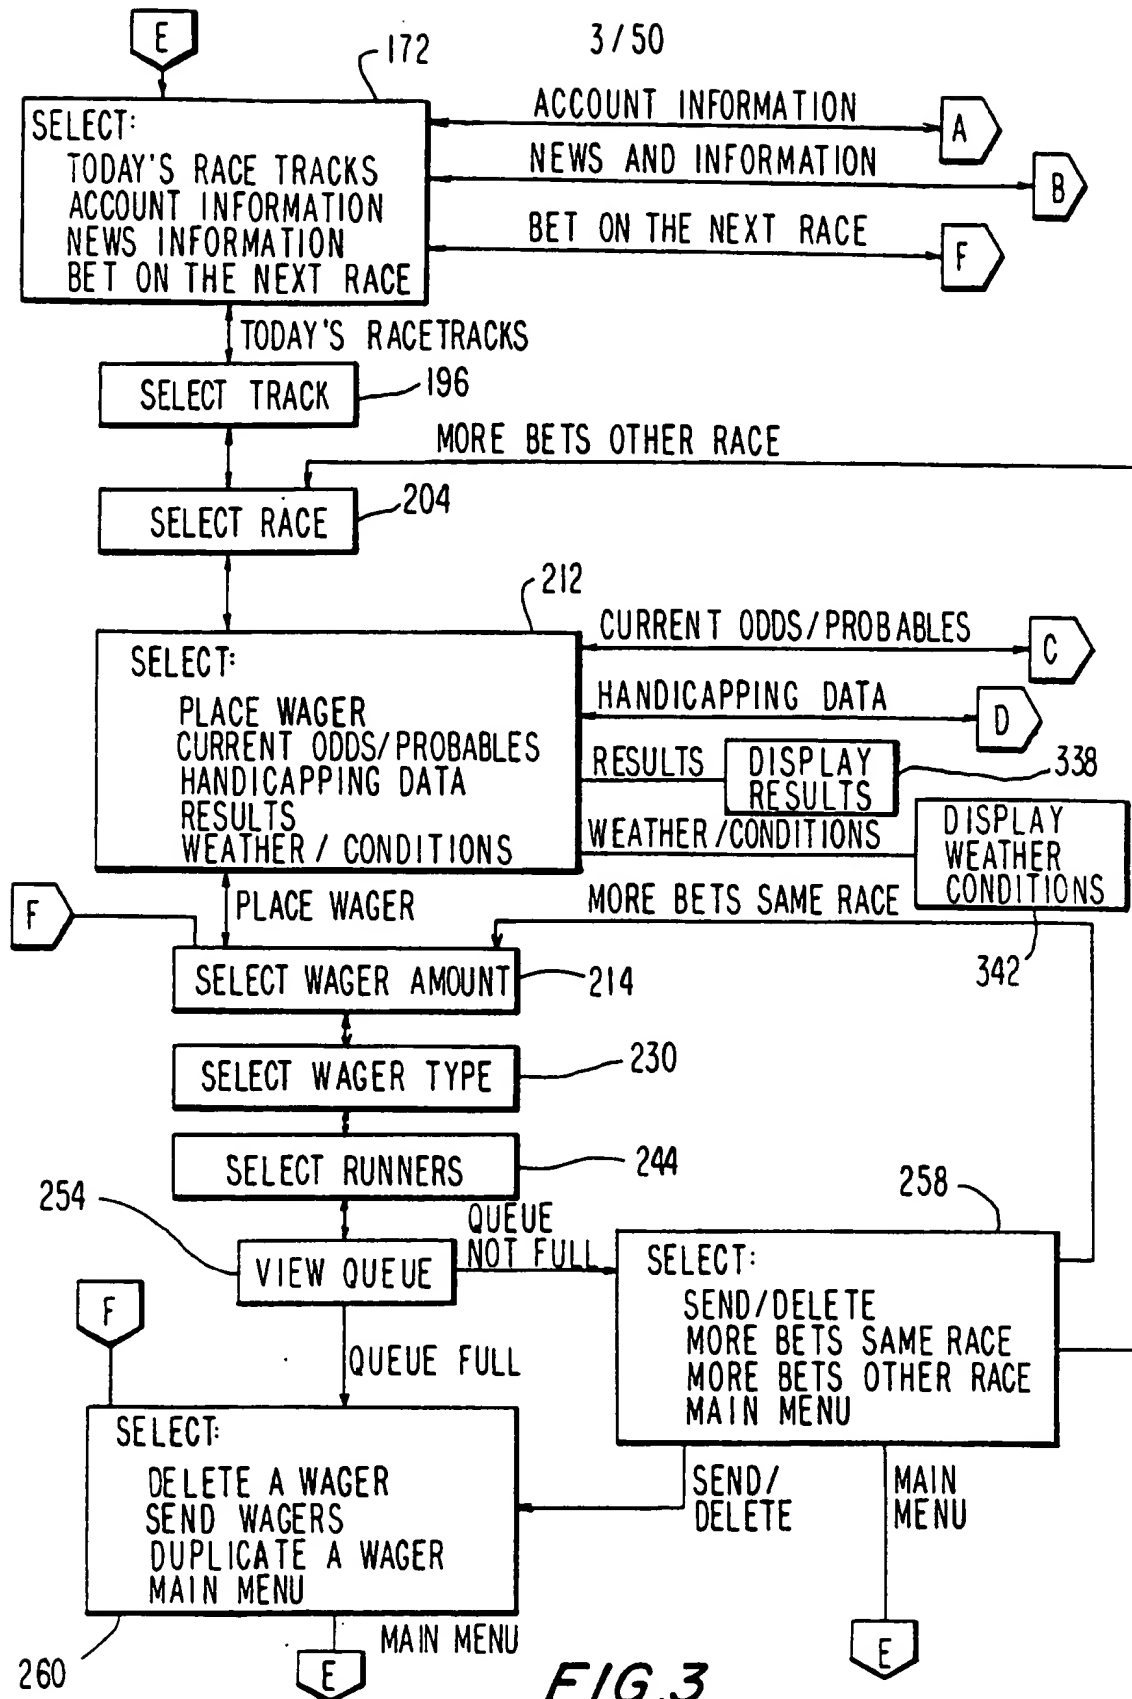 E
3/50
172
SELECT:
TODAY'S RACE TRACKS
ACCOUNT INFORMATION
NEWS INFORMATION
BET ON THE NEXT RACE
ACCOUNT INFORMATION
A
NEWS AND INFORMATION
B
BET ON THE NEXT RACE
F
TODAY'S RACETRACKS
SELECT TRACK
196
MORE BETS OTHER RACE
SELECT RACE
204
212
SELECT:
PLACE WAGER
CURRENT ODDS/PROBABLES
HANDICAPPING DATA
RESULTS
WEATHER/CONDITIONS
CURRENT ODDS/PROBABLES
C
HANDICAPPING DATA
D
RESULTS
DISPLAY
RESULTS
338
WEATHER/CONDITIONS
DISPLAY
WEATHER
CONDITIONS
342
F
PLACE WAGER
MORE BETS SAME RACE
SELECT WAGER AMOUNT
214
SELECT WAGER TYPE
230
SELECT RUNNERS
244
254
VIEW QUEUE
QUEUE
NOT FULL
258
SELECT:
SEND/DELETE
MORE BETS SAME RACE
MORE BETS OTHER RACE
MAIN MENU
F
QUEUE FULL
SELECT:
DELETE A WAGER
SEND WAGERS
DUPLICATE A WAGER
MAIN MENU
SEND/
DELETE
MAIN
MENU
260
MAIN MENU
E
E
FIG.3